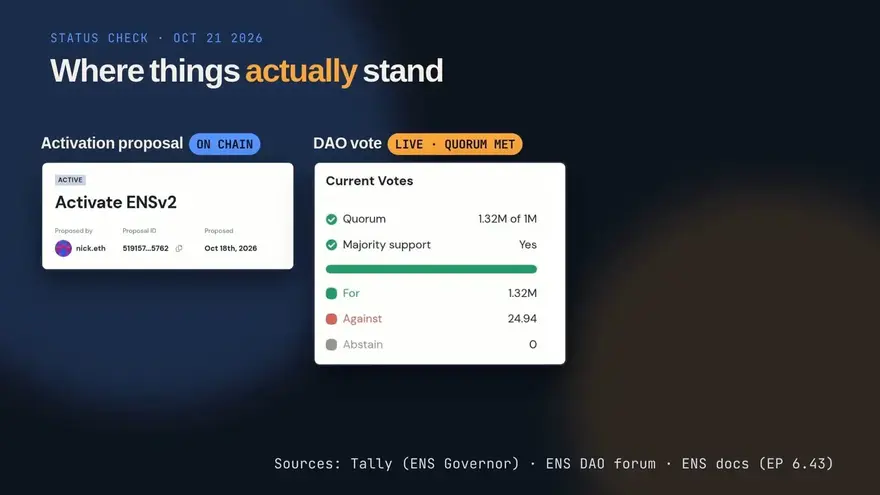 STATUS CHECK · OCT 21 2026
Where things actually stand
Activation proposal ON CHAIN
ACTIVE
Activate ENSv2
Proposed by Proposal ID Proposed
nick.eth 519157...5762 Oct 18th, 2026
DAO vote LIVE · QUORUM MET
Current Votes
Quorum 1.32M of 1M
Majority support Yes
For 1.32M
Against 24.94
Abstain 0
Sources: Tally (ENS Governor) · ENS DAO forum · ENS docs (EP 6.43)